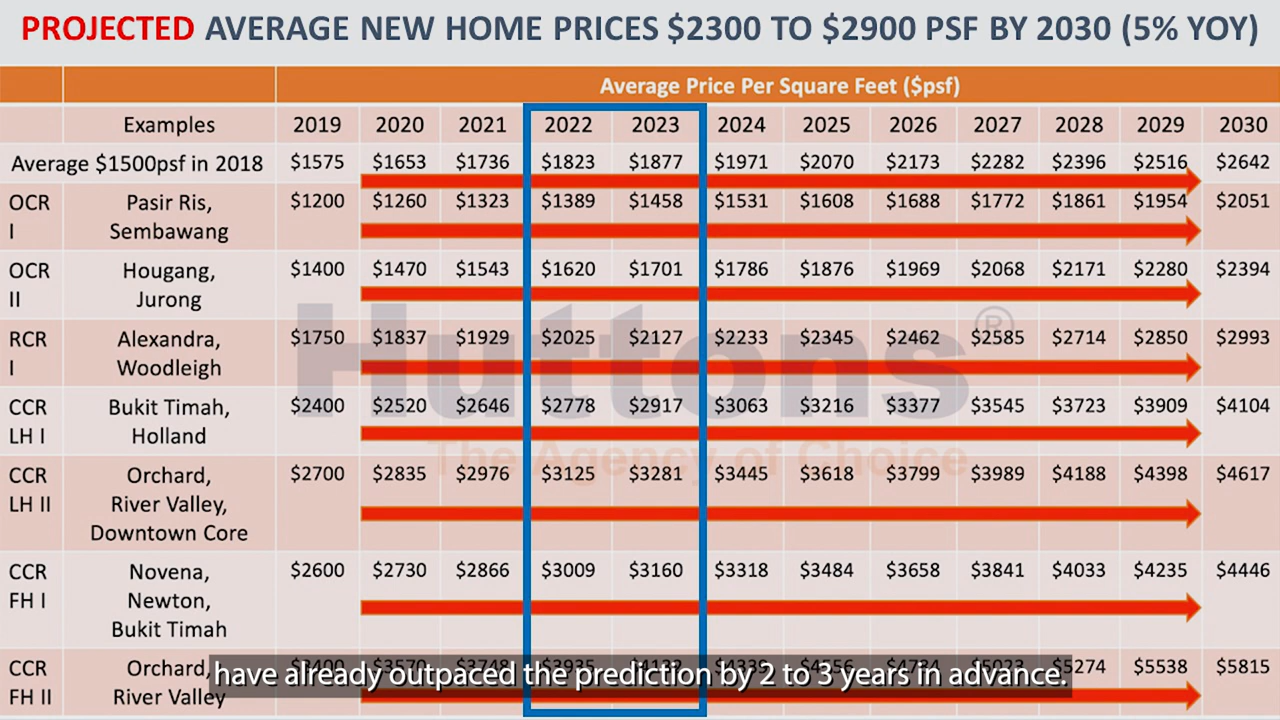 PROJECTED AVERAGE NEW HOME PRICES $2300 TO $2900 PSF BY 2030 (5% YOY)
Average Price Per Square Feet ($psf)
Examples 2019 2020 2021 2022 2023 2024 2025 2026 2027 2028 2029 2030
Average $1500psf in 2018 $1575 $1653 $1736 $1823 $1877 $1971 $2070 $2173 $2282 $2396 $2516 $2642
OCR Pasir Ris, $1200 $1260 $1323 $1389 $1458 $1531 $1608 $1688 $1772 $1861 $1954 $2051
I Sembawang
OCR Hougang, $1400 $1470 $1543 $1620 $1701 $1786 $1876 $1969 $2068 $2171 $2280 $2394
II Jurong
RCR Alexandra, $1750 $1837 $1929 $2025 $2127 $2233 $2345 $2462 $2585 $2714 $2850 $2993
I Woodleigh
Huttons®
CCR Bukit Timah, $2400 $2520 $2646 $2778 $2917 $3063 $3216 $3377 $3545 $3723 $3909 $4104
LH I Holland
The Agency of Choice
CCR Orchard, $2700 $2835 $2976 $3125 $3281 $3445 $3618 $3799 $3989 $4188 $4398 $4617
LH II River Valley,
Downtown Core
CCR Novena, $2600 $2730 $2866 $3009 $3160 $3318 $3484 $3658 $3841 $4033 $4235 $4446
FH I Newton,
Bukit Timah
CCR Orchard, $5274 $5538 $5815
have already outpaced the prediction by 2 to 3 years in advance.
FH II River Valley